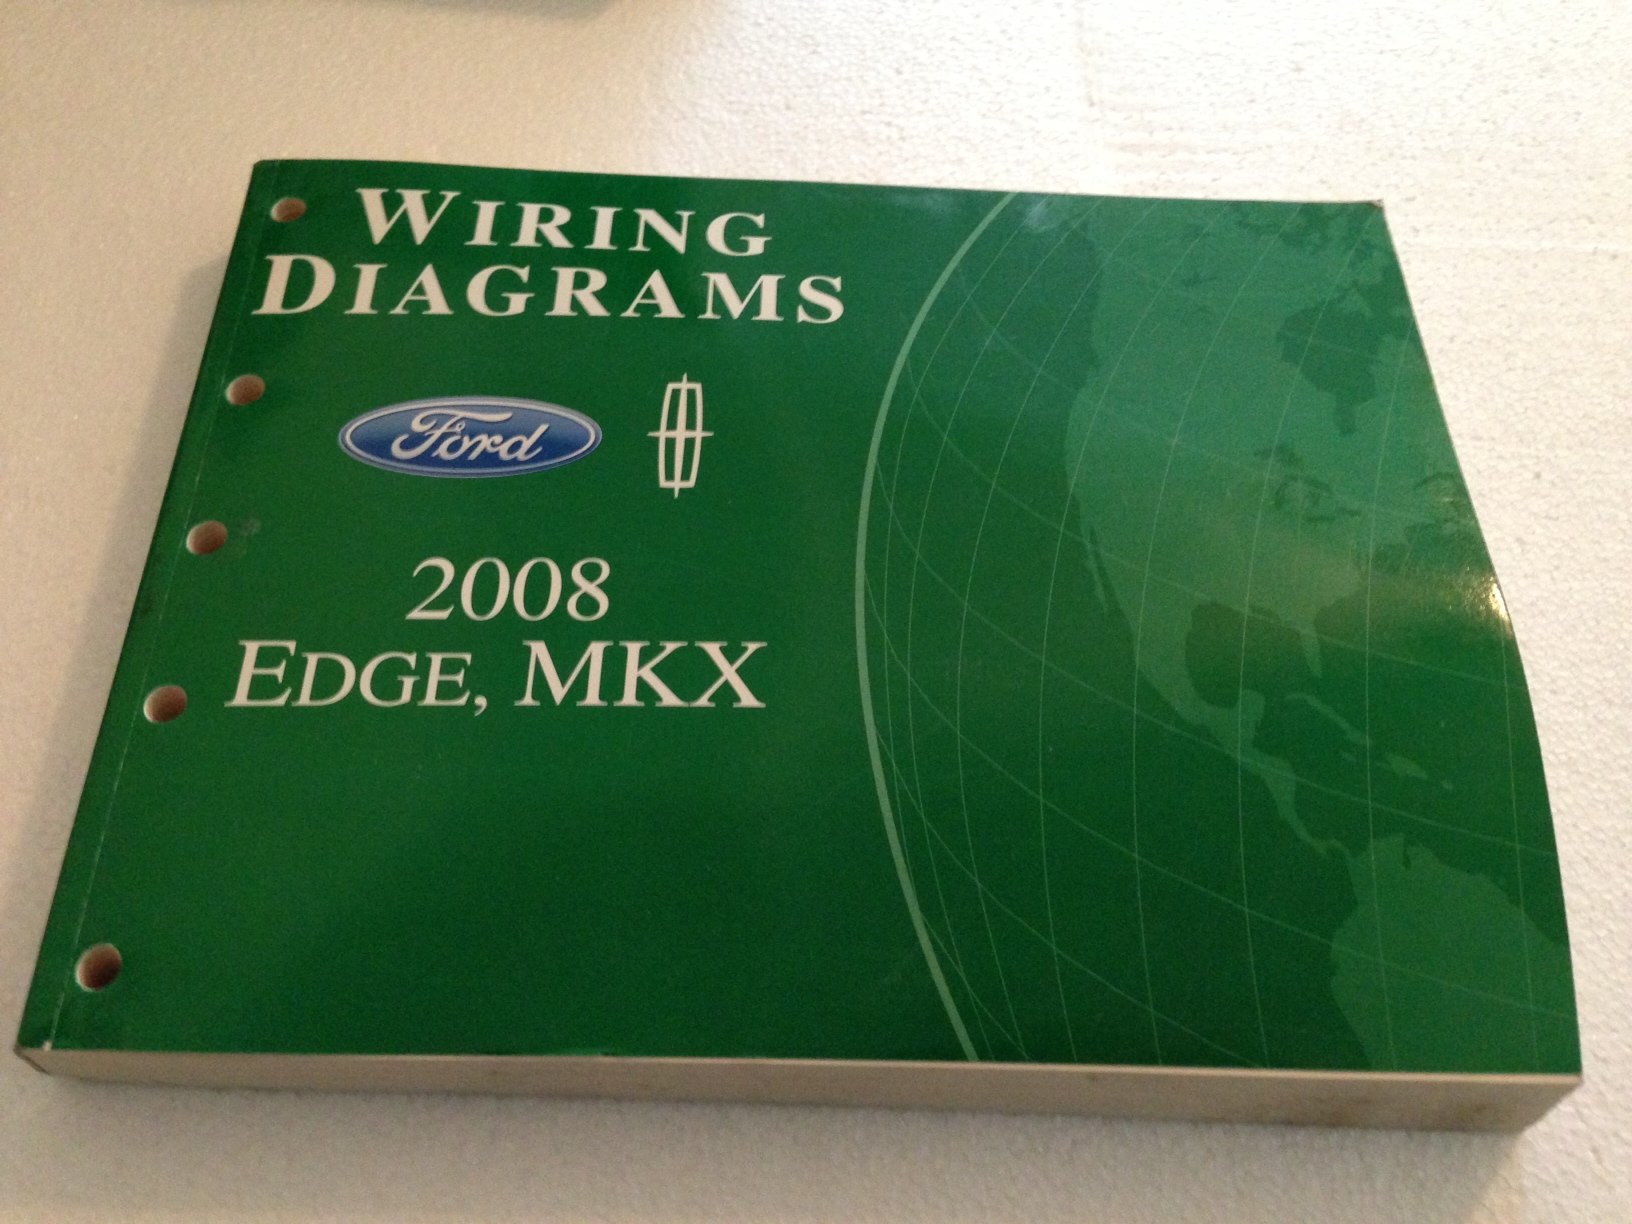 WIRING
DIAGRAMS
Ford
2008
EDGE, MKX